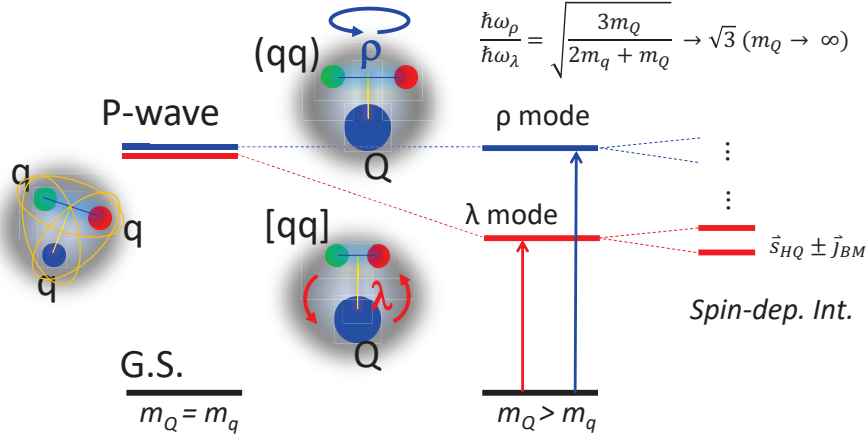 ħω_ρ / ħω_λ = √(3m_Q / (2m_q + m_Q)) → √3 (m_Q → ∞)
(qq)
ρ
P-wave
Q
ρ mode
⋮
q
q
q
[qq]
λ
Q
λ mode
⋮
s⃗_HQ ± j⃗_BM
Spin-dep. Int.
G.S.
m_Q = m_q
m_Q > m_q